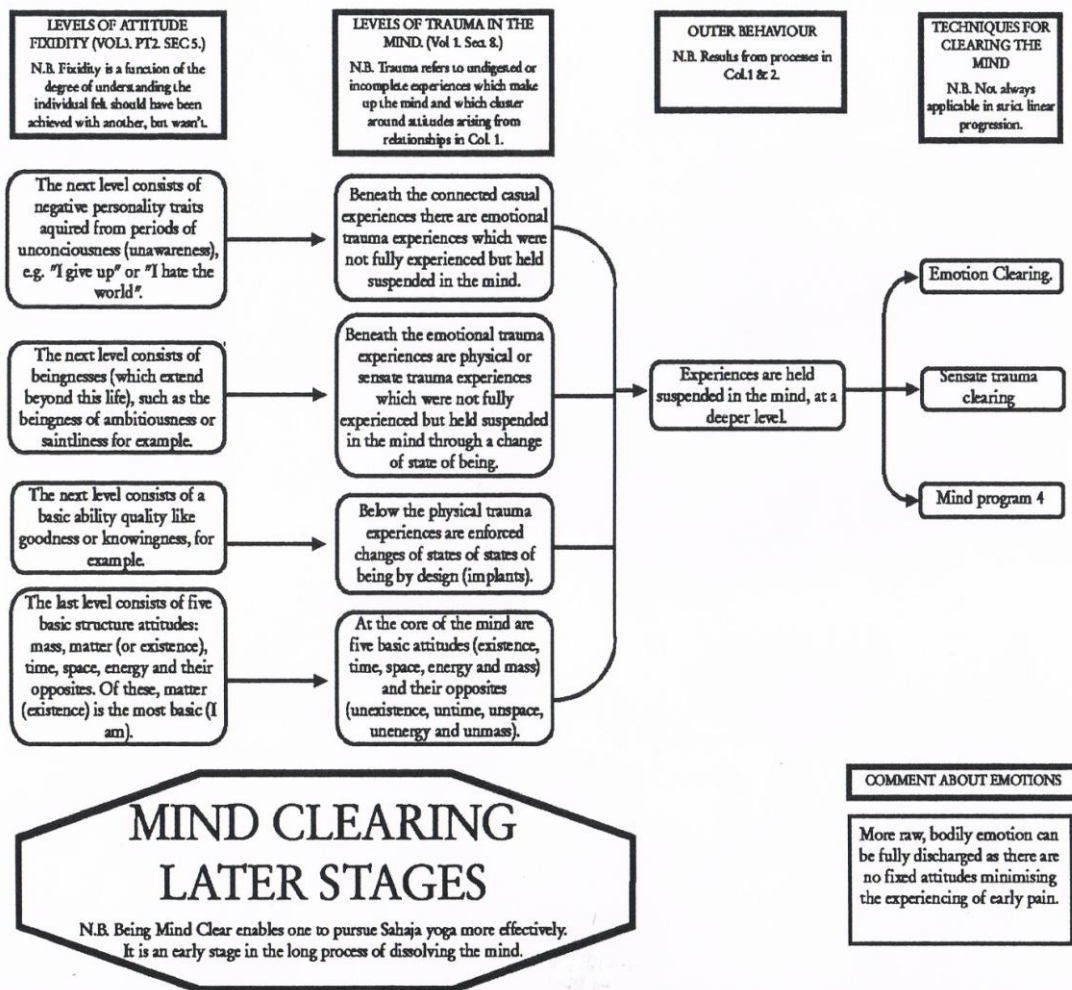 LEVELS OF ATTITUDE
FIXIDITY (VOL3. PT2. SEC 5.)
N.B. Fixidity is a function of the
degree of understanding the
individual felt should have been
achieved with another, but wasn't.
LEVELS OF TRAUMA IN THE
MIND. (Vol 1. Sect 8.)
N.B. Trauma refers to undigested or
incomplete experiences which make
up the mind and which cluster
around attitudes arising from
relationships in Col. 1.
OUTER BEHAVIOUR
N.B. Results from processes in
Col.1 & 2.
TECHNIQUES FOR
CLEARING THE
MIND
N.B. Not always
applicable in strict linear
progression.
The next level consists of
negative personality traits
aquired from periods of
unconciousness (unawareness),
e.g. "I give up" or "I hate the
world".
Beneath the connected casual
experiences there are emotional
trauma experiences which were
not fully experienced but held
suspended in the mind.
The next level consists of
beingnesses (which extend
beyond this life), such as the
beingness of ambitiousness or
saintliness for example.
Beneath the emotional trauma
experiences are physical or
sensate trauma experiences
which were not fully
experienced but held suspended
in the mind through a change
of state of being.
The next level consists of a
basic ability quality like
goodness or knowingness, for
example.
Below the physical trauma
experiences are enforced
changes of states of states of
being by design (implants).
The last level consists of five
basic structure attitudes:
mass, matter (or existence),
time, space, energy and their
opposites. Of these, matter
(existence) is the most basic (I
am).
At the core of the mind are
five basic attitudes (existence,
time, space, energy and mass)
and their opposites
(unexistence, untime, unspace,
unenergy and unmass).
Experiences are held
suspended in the mind, at a
deeper level.
Emotion Clearing.
Sensate trauma
clearing
Mind program 4
MIND CLEARING
LATER STAGES
N.B. Being Mind Clear enables one to pursue Sahaja yoga more effectively.
It is an early stage in the long process of dissolving the mind.
COMMENT ABOUT EMOTIONS
More raw, bodily emotion can
be fully discharged as there are
no fixed attitudes minimising
the experiencing of early pain.